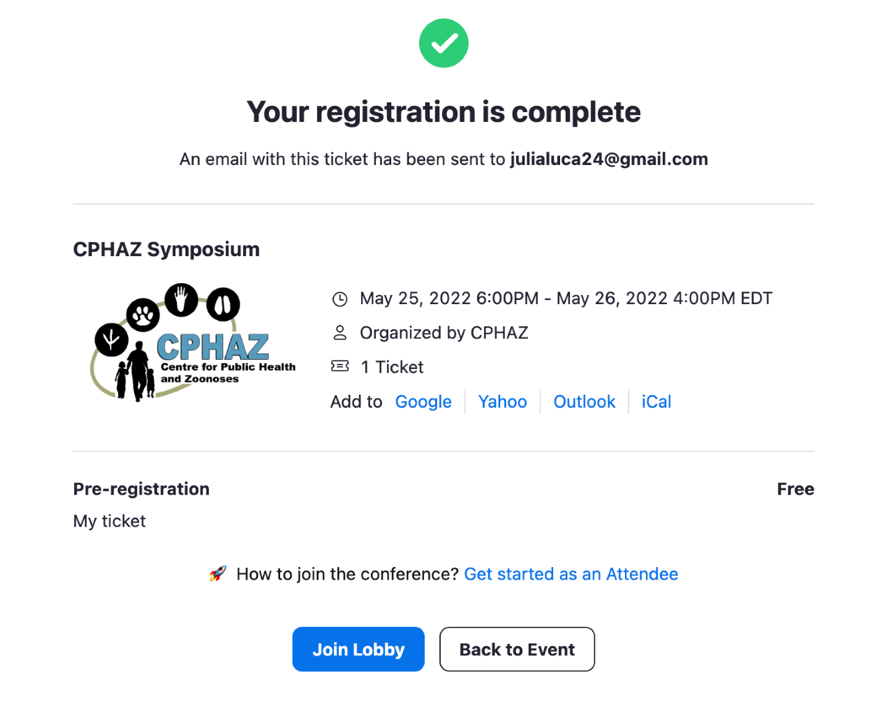 Your registration is complete
An email with this ticket has been sent to julialuca24@gmail.com
CPHAZ Symposium
CPHAZ
Centre for Public Health
and Zoonoses
May 25, 2022 6:00PM - May 26, 2022 4:00PM EDT
Organized by CPHAZ
1 Ticket
Add to Google Yahoo Outlook iCal
Pre-registration Free
My ticket
How to join the conference? Get started as an Attendee
Join Lobby Back to Event